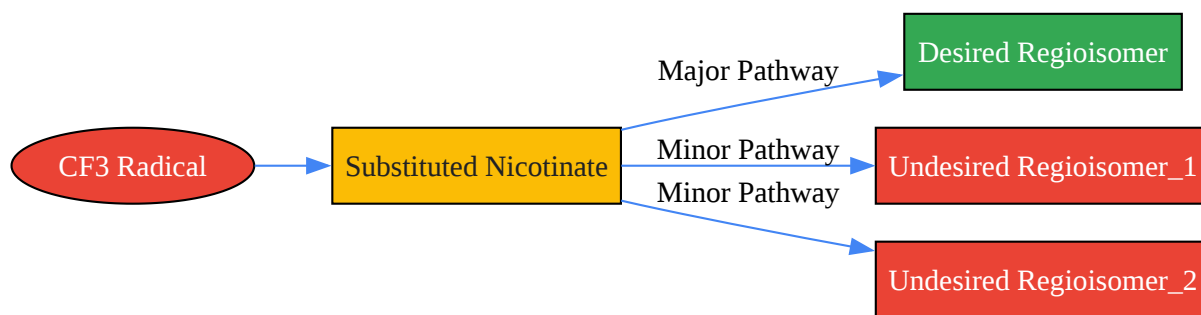 CF3 Radical
Substituted Nicotinate
Major Pathway
Minor Pathway
Minor Pathway
Desired Regioisomer
Undesired Regioisomer_1
Undesired Regioisomer_2